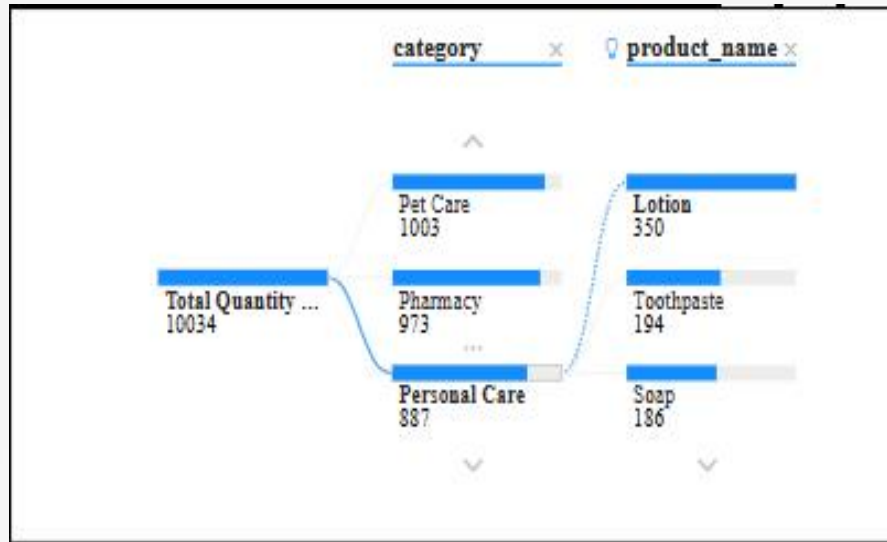 category ×
product_name ×
Pet Care
1003
Lotion
350
Total Quantity ...
10034
Pharmacy
973
...
Toothpaste
194
Personal Care
887
Soap
186